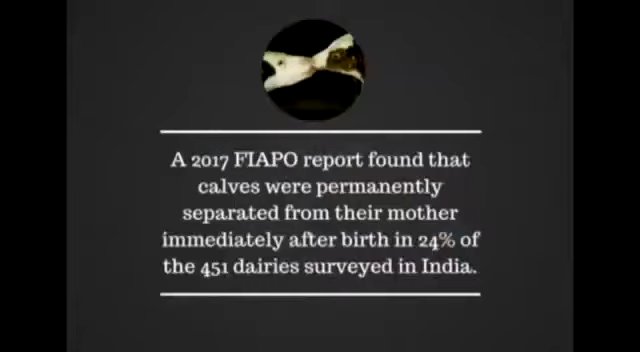 A 2017 FIAPO report found that
calves were permanently
separated from their mother
immediately after birth in 24% of
the 451 dairies surveyed in India.